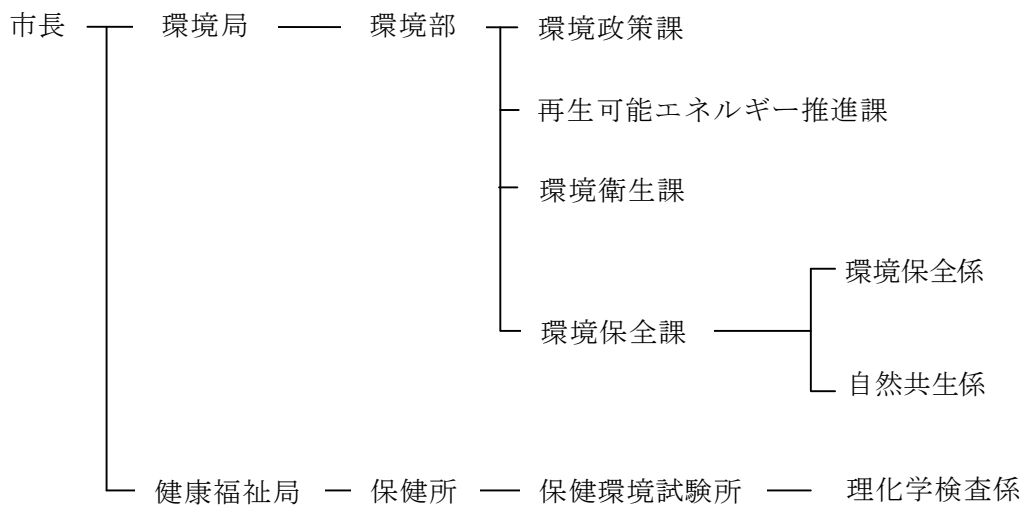 市長 環境局 環境部 環境政策課
再生可能エネルギー推進課
環境衛生課
環境保全係
環境保全課
自然共生係
健康福祉局 保健所 保健環境試験所 理化学検査係